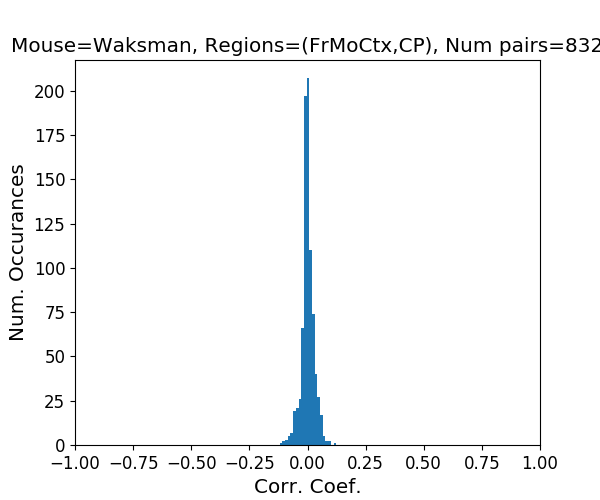 Mouse=Waksman, Regions=(FrMoCtx,CP), Num pairs=832
200
175
150
125
100
75
50
25
0
Num. Occurances
−1.00 −0.75 −0.50 −0.25 0.00 0.25 0.50 0.75 1.00
Corr. Coef.